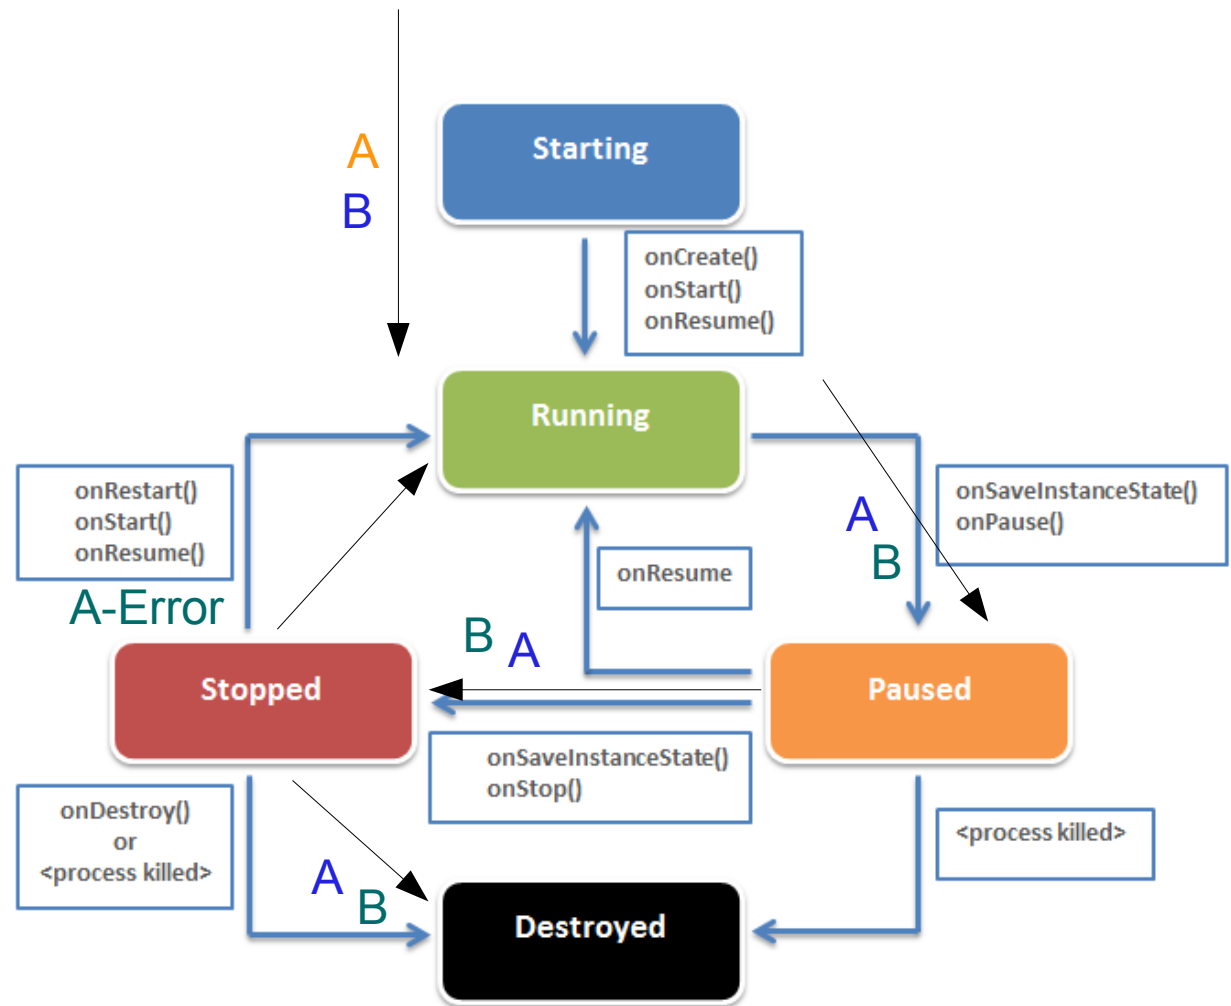 A
B
Starting
onCreate()
onStart()
onResume()
Running
onRestart()
onStart()
onResume()
A-Error
onSaveInstanceState()
onPause()
A
B
onResume
B
A
Stopped
Paused
onSaveInstanceState()
onStop()
onDestroy()
or
<process killed>
A
B
<process killed>
Destroyed